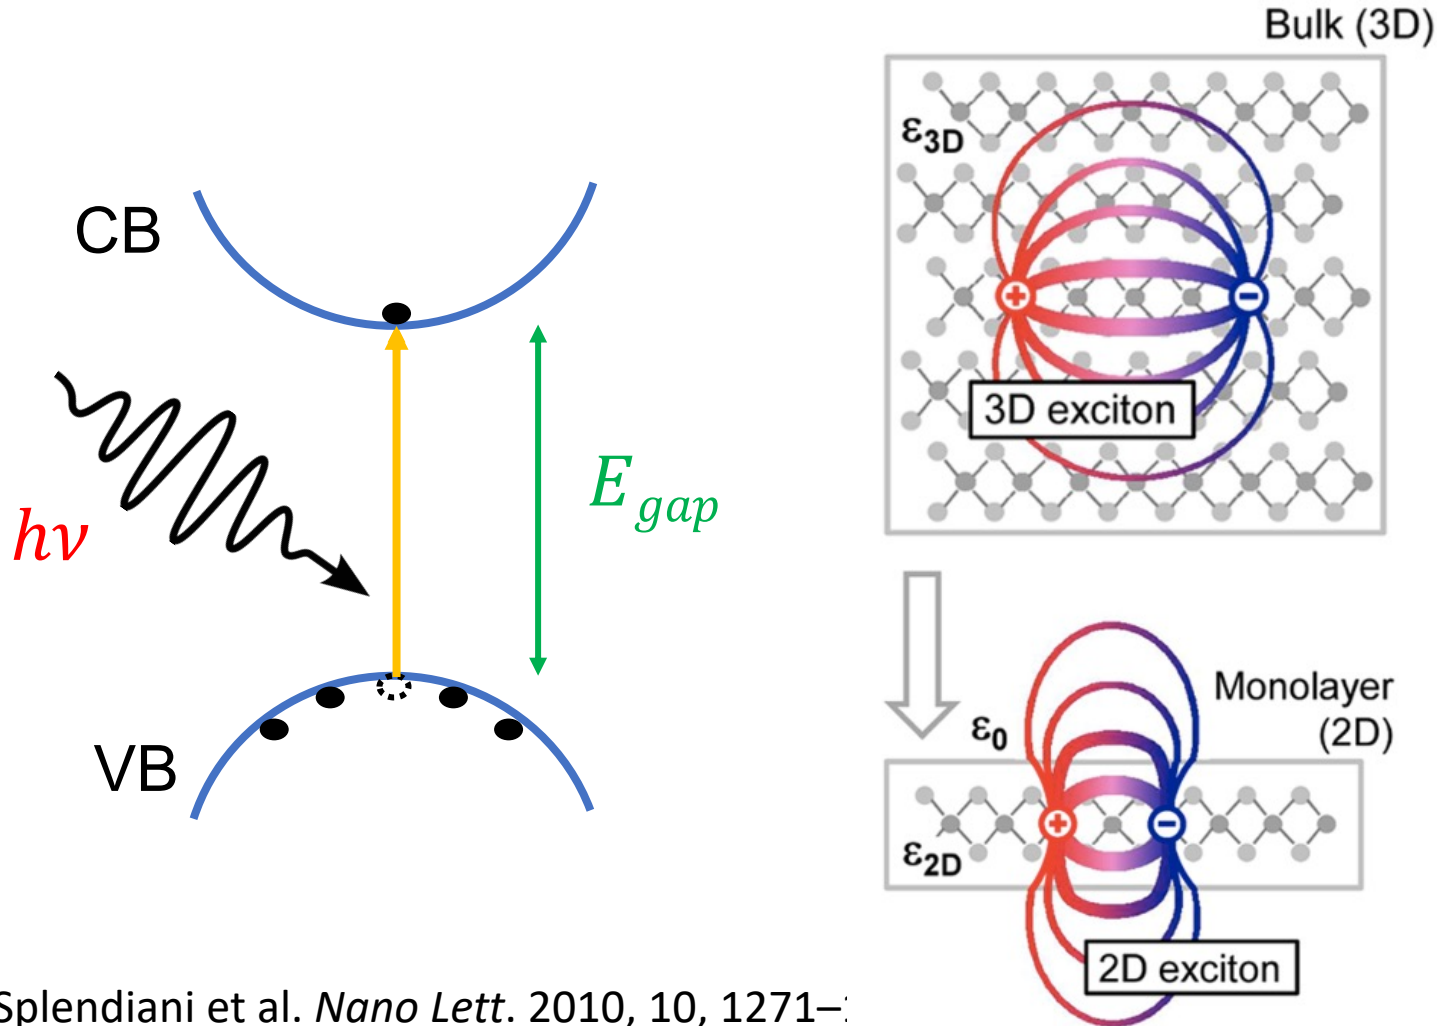 CB
hν
E gap
VB
Bulk (3D)
ε3D
+
−
3D exciton
Monolayer
(2D)
ε0
+
−
ε2D
2D exciton
Splendiani et al. Nano Lett. 2010, 10, 1271–